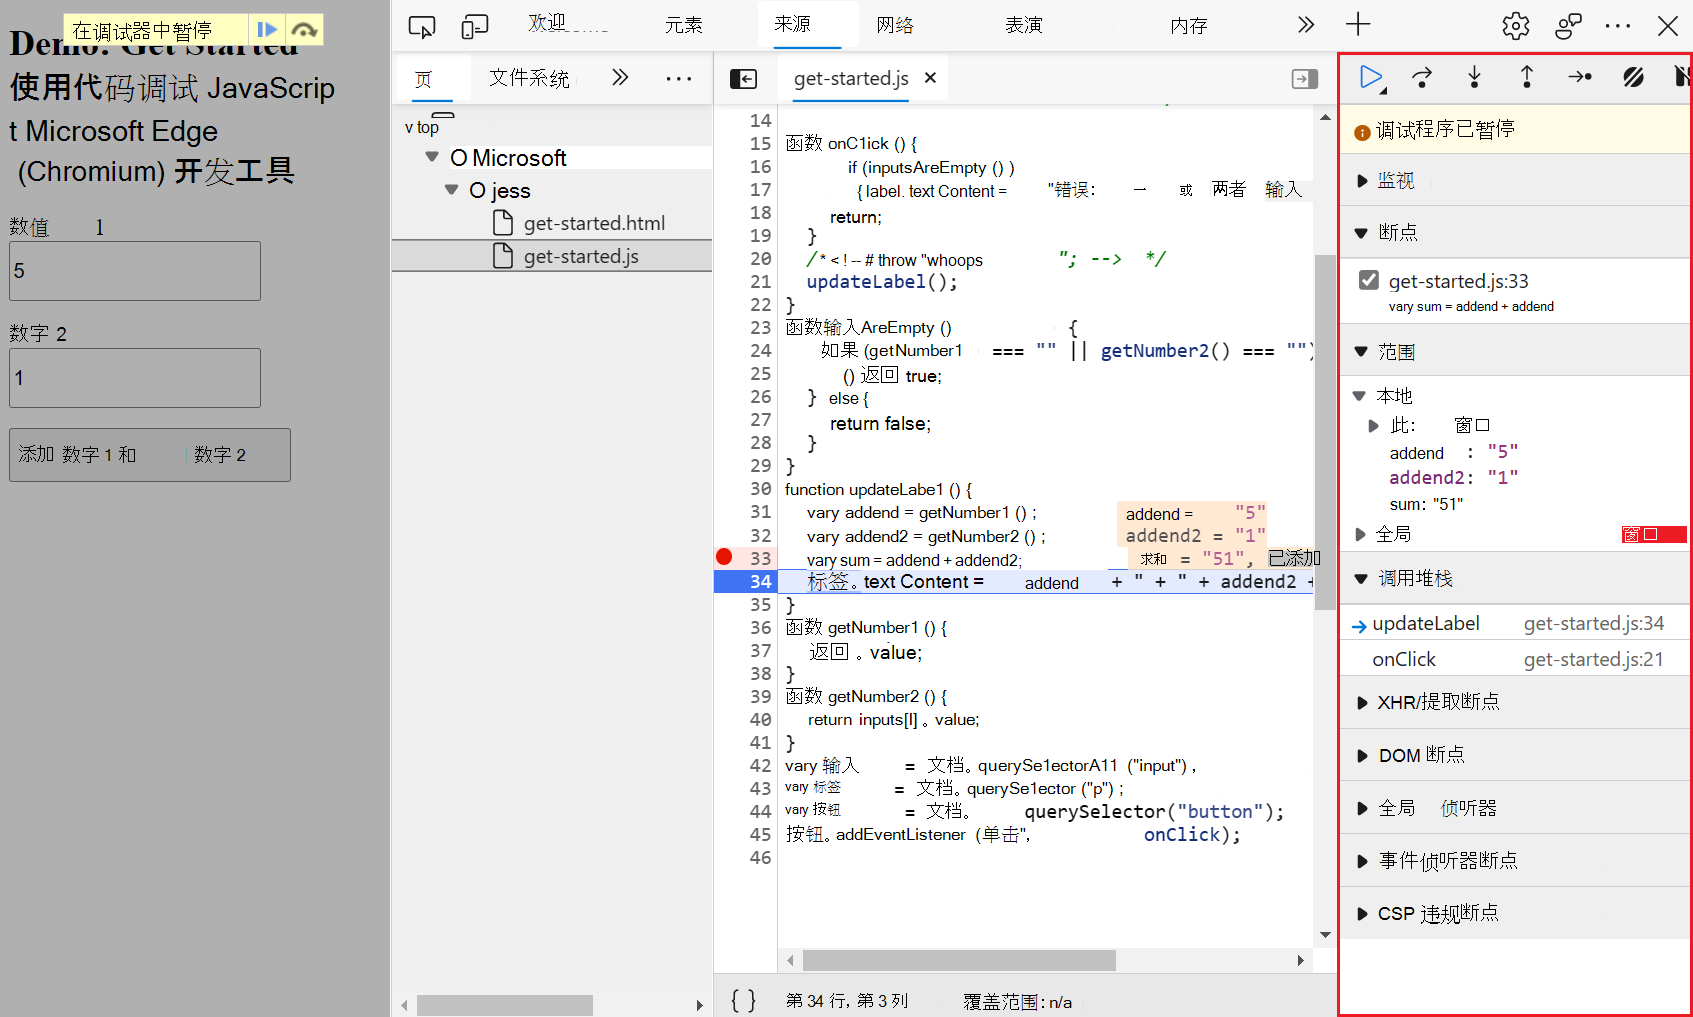 在调试器中暂停
Demo: Get Started
使用代码调试 JavaScrip
t Microsoft Edge
(Chromium) 开发工具
数值 1
5
数字 2
1
添加 数字 1 和 数字 2
欢迎 元素 来源 网络 表演 内存
页 文件系统
v top
O Microsoft
O jess
get-started.html
get-started.js
get-started.js
14
15 函数 onC1ick () {
16 if (inputsAreEmpty () )
17 { label. text Content = "错误: 一 或 两者 输入
18 return;
19 }
20 /* < ! -- # throw "whoops "; --> */
21 updateLabel();
22 }
23 函数输入AreEmpty () {
24 如果 (getNumber1 === "" || getNumber2() === "")
25 () 返回 true;
26 } else {
27 return false;
28 }
29 }
30 function updateLabe1 () {
31 vary addend = getNumber1 () ; addend = "5"
32 vary addend2 = getNumber2 () ; addend2 = "1"
33 vary sum = addend + addend2; 求和 = "51", 已添加
34 标签。text Content = addend + " + " + addend2 +
35 }
36 函数 getNumber1 () {
37 返回 。value;
38 }
39 函数 getNumber2 () {
40 return inputs[I] 。value;
41 }
42 vary 输入 = 文档。querySe1ectorA11 ("input") ,
43 vary 标签 = 文档。querySe1ector ("p") ;
44 vary 按钮 = 文档。 querySelector("button");
45 按钮。addEventListener (单击", onClick);
46
{ } 第 34 行, 第 3 列 覆盖范围: n/a
调试程序已暂停
监视
断点
get-started.js:33
vary sum = addend + addend
范围
本地
此: 窗口
addend : "5"
addend2: "1"
sum: "51"
全局 窗口
调用堆栈
updateLabel get-started.js:34
onClick get-started.js:21
XHR/提取断点
DOM 断点
全局 侦听器
事件侦听器断点
CSP 违规断点